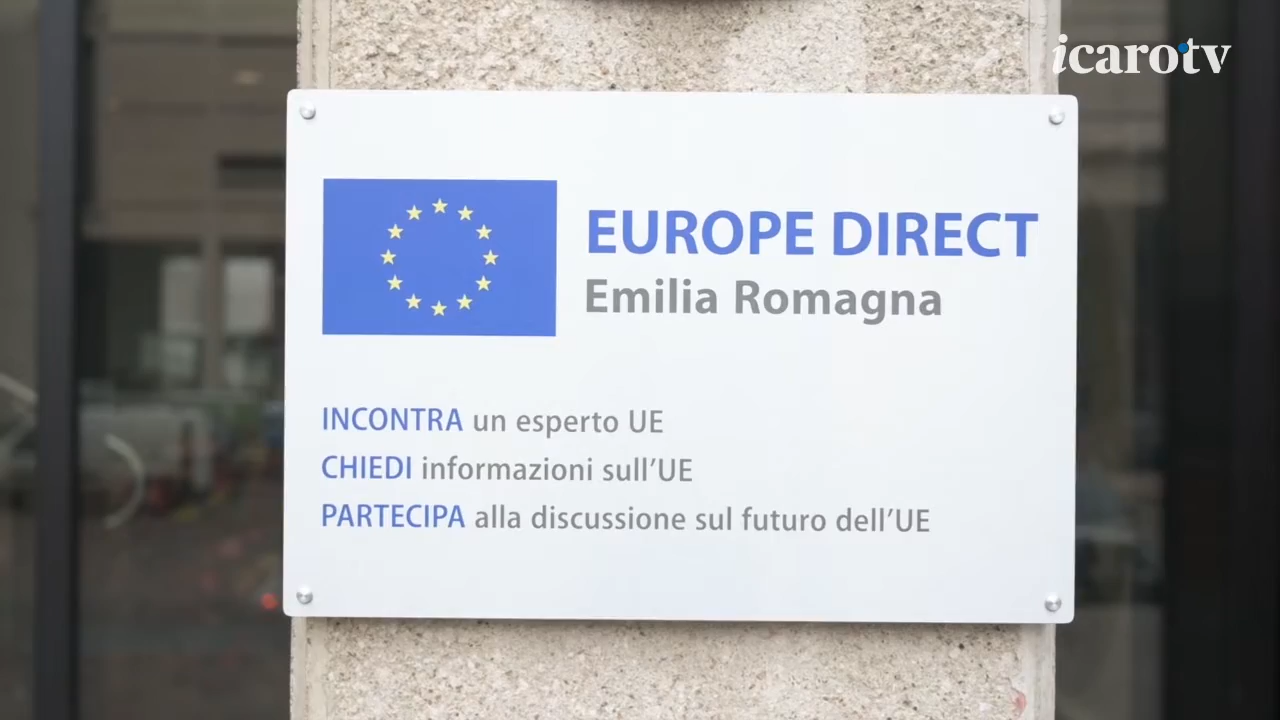 icarotv
EUROPE DIRECT
Emilia Romagna
INCONTRA un esperto UE
CHIEDI informazioni sull'UE
PARTECIPA alla discussione sul futuro dell'UE